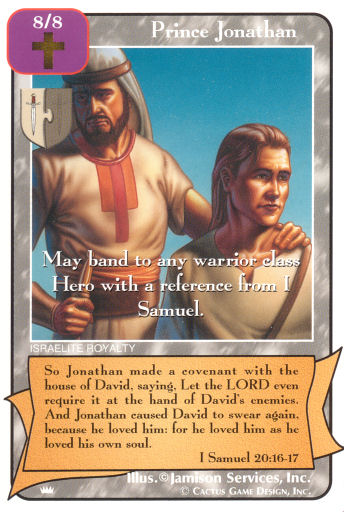 8/8
Prince Jonathan
May band to any warrior class
Hero with a reference from I
Samuel.
ISRAELITE ROYALTY
So Jonathan made a covenant with the
house of David, saying, Let the LORD even
require it at the hand of David's enemies.
And Jonathan caused David to swear again,
because he loved him: for he loved him as he
loved his own soul.
I Samuel 20:16-17
Illus.©Jamison Services, Inc.
© CACTUS GAME DESIGN, INC.